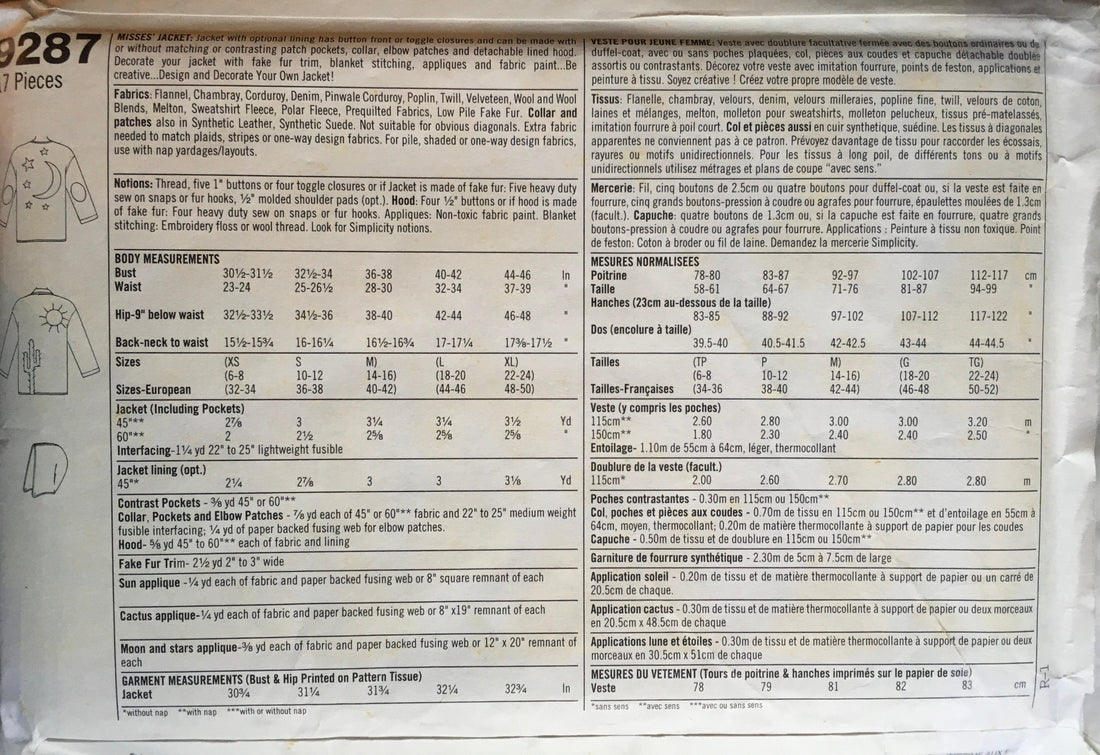 9287
7 Pieces
MISSES' JACKET: Jacket with optional lining has button front or toggle closures and can be made with
or without matching or contrasting patch pockets, collar, elbow patches and detachable lined hood.
Decorate your jacket with fake fur trim, blanket stitching, appliques and fabric paint...Be
creative...Design and Decorate Your Own Jacket!
Fabrics: Flannel, Chambray, Corduroy, Denim, Pinwale Corduroy, Poplin, Twill, Velveteen, Wool and Wool
Blends, Melton, Sweatshirt Fleece, Polar Fleece, Prequilted Fabrics, Low Pile Fake Fur. Collar and
patches also in Synthetic Leather, Synthetic Suede. Not suitable for obvious diagonals. Extra fabric
needed to match plaids, stripes or one-way design fabrics. For pile, shaded or one-way design fabrics,
use with nap yardages/layouts.
Notions: Thread, five 1" buttons or four toggle closures or if Jacket is made of fake fur: Five heavy duty
sew on snaps or fur hooks, ½" molded shoulder pads (opt.). Hood: Four ½" buttons or if hood is made
of fake fur: Four heavy duty sew on snaps or fur hooks. Appliques: Non-toxic fabric paint. Blanket
stitching: Embroidery floss or wool thread. Look for Simplicity notions.
BODY MEASUREMENTS
Bust 30½-31½ 32½-34 36-38 40-42 44-46 In
Waist 23-24 25-26½ 28-30 32-34 37-39 "
Hip-9" below waist 32½-33½ 34½-36 38-40 42-44 46-48 "
Back-neck to waist 15½-15¾ 16-16¼ 16½-16¾ 17-17¼ 17⅜-17½ "
Sizes (XS S M) (L XL)
(6-8 10-12 14-16) (18-20 22-24)
Sizes-European (32-34 36-38 40-42) (44-46 48-50)
Jacket (Including Pockets)
45"** 2⅞ 3 3¼ 3¼ 3½ Yd
60"** 2 2½ 2⅝ 2⅝ 2⅝ "
Interfacing-1¼ yd 22" to 25" lightweight fusible
Jacket lining (opt.)
45"* 2¼ 2⅞ 3 3 3⅛ Yd
Contrast Pockets - ⅜ yd 45" or 60"**
Collar, Pockets and Elbow Patches - ⅞ yd each of 45" or 60"** fabric and 22" to 25" medium weight
fusible interfacing; ¼ yd of paper backed fusing web for elbow patches.
Hood- ⅝ yd 45" to 60"** each of fabric and lining
Fake Fur Trim- 2½ yd 2" to 3" wide
Sun applique -¼ yd each of fabric and paper backed fusing web or 8" square remnant of each
Cactus applique-¼ yd each of fabric and paper backed fusing web or 8" x19" remnant of each
Moon and stars applique-⅜ yd each of fabric and paper backed fusing web or 12" x 20" remnant of
each
GARMENT MEASUREMENTS (Bust & Hip Printed on Pattern Tissue)
Jacket 30¾ 31¼ 31¾ 32¼ 32¾ In
*without nap **with nap ***with or without nap
VESTE POUR JEUNE FEMME: Veste avec doublure facultative fermée avec des boutons ordinaires ou de
duffel-coat, avec ou sans poches plaquées, col, pièces aux coudes et capuche détachable doublée
assortis ou contrastants. Décorez votre veste avec imitation fourrure, points de feston, applications et
peinture à tissu. Soyez créative ! Créez votre propre modèle de veste.
Tissus: Flanelle, chambray, velours, denim, velours milleraies, popline fine, twill, velours de coton,
laines et mélanges, melton, molleton pour sweatshirts, molleton pelucheux, tissus pré-matelassés,
imitation fourrure à poil court. Col et pièces aussi en cuir synthétique, suédine. Les tissus à diagonales
apparentes ne conviennent pas à ce patron. Prévoyez davantage de tissu pour raccorder les écossais,
rayures ou motifs unidirectionnels. Pour les tissus à long poil, de différents tons ou à motifs
unidirectionnels utilisez métrages et plans de coupe "avec sens."
Mercerie: Fil, cinq boutons de 2.5cm ou quatre boutons pour duffel-coat ou, si la veste est faite en
fourrure, cinq grands boutons-pression à coudre ou agrafes pour fourrure, épaulettes moulées de 1.3cm
(facult.). Capuche: quatre boutons de 1.3cm ou, si la capuche est faite en fourrure, quatre grands
boutons-pression à coudre ou agrafes pour fourrure. Applications : Peinture à tissu non toxique. Point
de feston: Coton à broder ou fil de laine. Demandez la mercerie Simplicity.
MESURES NORMALISEES
Poitrine 78-80 83-87 92-97 102-107 112-117 cm
Taille 58-61 64-67 71-76 81-87 94-99 "
Hanches (23cm au-dessous de la taille)
83-85 88-92 97-102 107-112 117-122 "
Dos (encolure à taille)
39.5-40 40.5-41.5 42-42.5 43-44 44-44.5 "
Tailles (TP P M) (G TG)
(6-8 10-12 14-16) (18-20 22-24)
Tailles-Françaises (34-36 38-40 42-44) (46-48 50-52)
Veste (y compris les poches)
115cm** 2.60 2.80 3.00 3.00 3.20 m
150cm** 1.80 2.30 2.40 2.40 2.50 "
Entoilage- 1.10m de 55cm à 64cm, léger, thermocollant
Doublure de la veste (facult.)
115cm* 2.00 2.60 2.70 2.80 2.80 m
Poches contrastantes - 0.30m en 115cm ou 150cm**
Col, poches et pièces aux coudes - 0.70m de tissu en 115cm ou 150cm** et d'entoilage en 55cm à
64cm, moyen, thermocollant; 0.20m de matière thermocollante à support de papier pour les coudes
Capuche - 0.50m de tissu et de doublure en 115cm ou 150cm**
Garniture de fourrure synthétique - 2.30m de 5cm à 7.5cm de large
Application soleil - 0.20m de tissu et de matière thermocollante à support de papier ou un carré de
20.5cm de chaque.
Application cactus - 0.30m de tissu et de matière thermocollante à support de papier ou deux morceaux
en 20.5cm x 48.5cm de chaque
Applications lune et étoiles - 0.30m de tissu et de matière thermocollante à support de papier ou deux
morceaux en 30.5cm x 51cm de chaque
MESURES DU VETEMENT (Tours de poitrine & hanches imprimés sur le papier de soie)
Veste 78 79 81 82 83 cm
*sans sens **avec sens ***avec ou sans sens
R-1